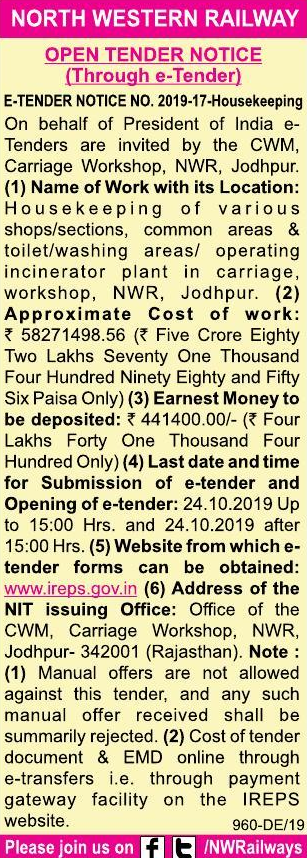 NORTH WESTERN RAILWAY
OPEN TENDER NOTICE
(Through e-Tender)
E-TENDER NOTICE NO. 2019-17-Housekeeping
On behalf of President of India e-
Tenders are invited by the CWM,
Carriage Workshop, NWR, Jodhpur.
(1) Name of Work with its Location:
Housekeeping of various
shops/sections, common areas &
toilet/washing areas/ operating
incinerator plant in carriage,
workshop, NWR, Jodhpur. (2)
Approximate Cost of work:
₹ 58271498.56 (₹ Five Crore Eighty
Two Lakhs Seventy One Thousand
Four Hundred Ninety Eighty and Fifty
Six Paisa Only) (3) Earnest Money to
be deposited: ₹ 441400.00/- (₹ Four
Lakhs Forty One Thousand Four
Hundred Only) (4) Last date and time
for Submission of e-tender and
Opening of e-tender: 24.10.2019 Up
to 15:00 Hrs. and 24.10.2019 after
15:00 Hrs. (5) Website from which e-
tender forms can be obtained:
www.ireps.gov.in (6) Address of the
NIT issuing Office: Office of the
CWM, Carriage Workshop, NWR,
Jodhpur- 342001 (Rajasthan). Note :
(1) Manual offers are not allowed
against this tender, and any such
manual offer received shall be
summarily rejected. (2) Cost of tender
document & EMD online through
e-transfers i.e. through payment
gateway facility on the IREPS
website. 960-DE/19
Please join us on f t /NWRailways